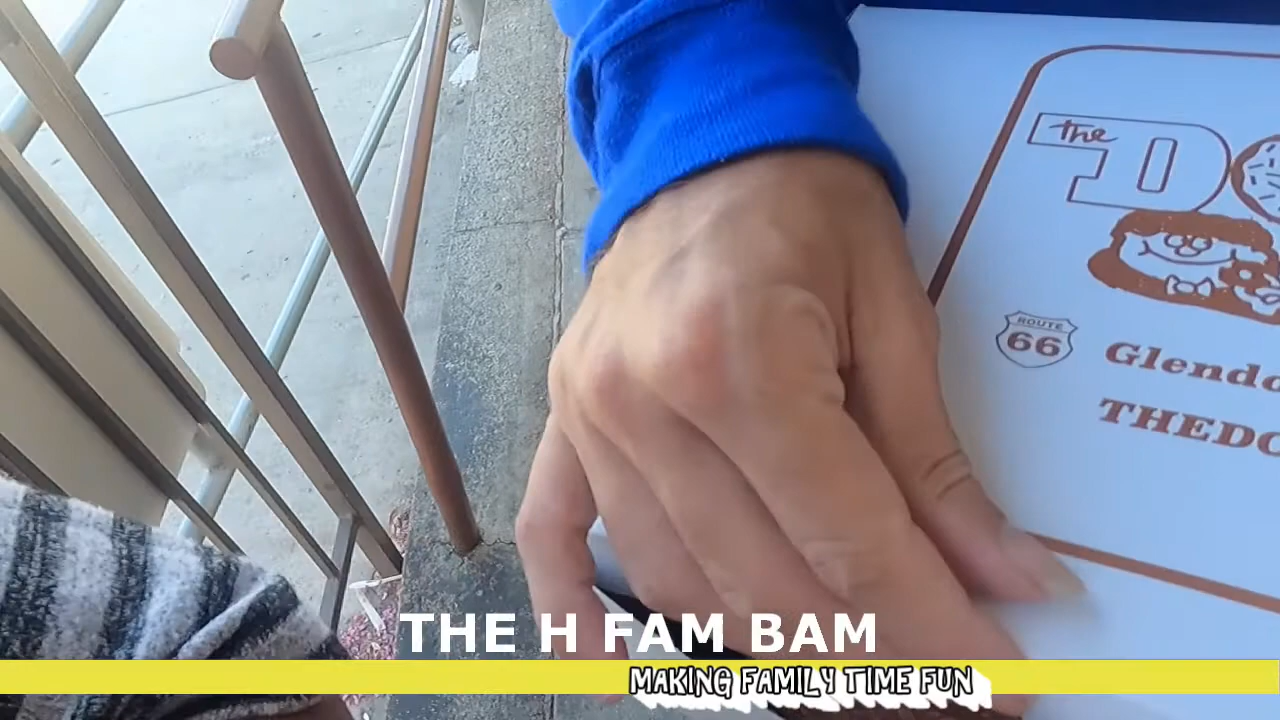 the
ROUTE
66
THE H FAM BAM
MAKING FAMILY TIME FUN